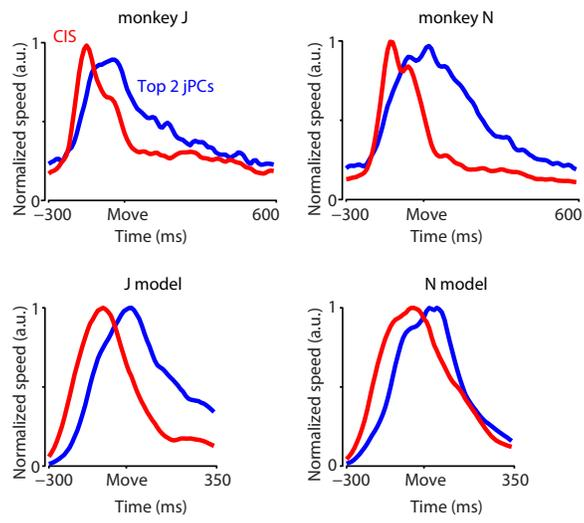 monkey J
monkey N
CIS
Top 2 jPCs
Normalized speed (a.u.)
1
0
−300
Move
600
Time (ms)
Normalized speed (a.u.)
1
0
−300
Move
600
Time (ms)
J model
N model
Normalized speed (a.u.)
1
0
−300
Move
350
Time (ms)
Normalized speed (a.u.)
1
0
−300
Move
350
Time (ms)